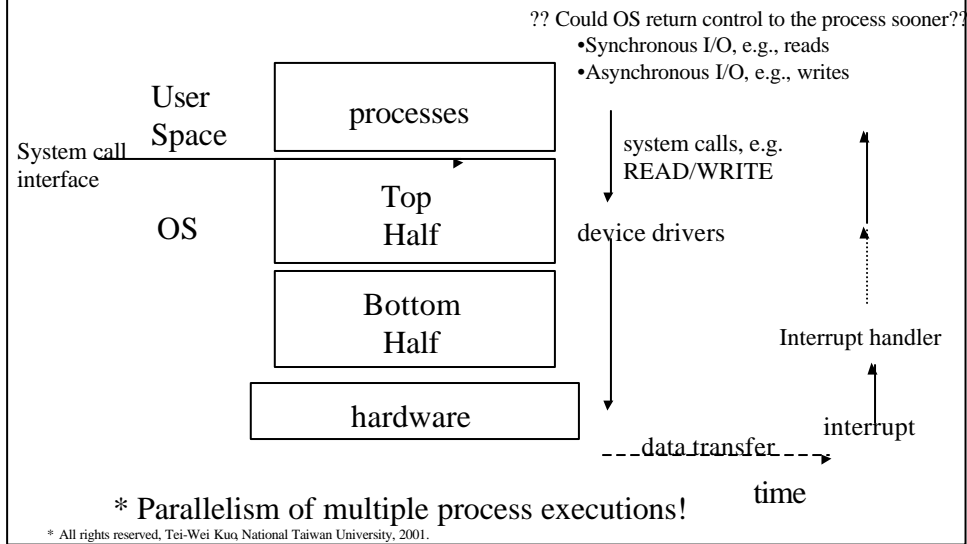 ?? Could OS return control to the process sooner??
•Synchronous I/O, e.g., reads
•Asynchronous I/O, e.g., writes
User
Space
processes
System call
interface
system calls, e.g.
READ/WRITE
OS
Top
Half
device drivers
Bottom
Half
Interrupt handler
hardware
interrupt
data transfer
time
* Parallelism of multiple process executions!
* All rights reserved, Tei-Wei Kuo, National Taiwan University, 2001.